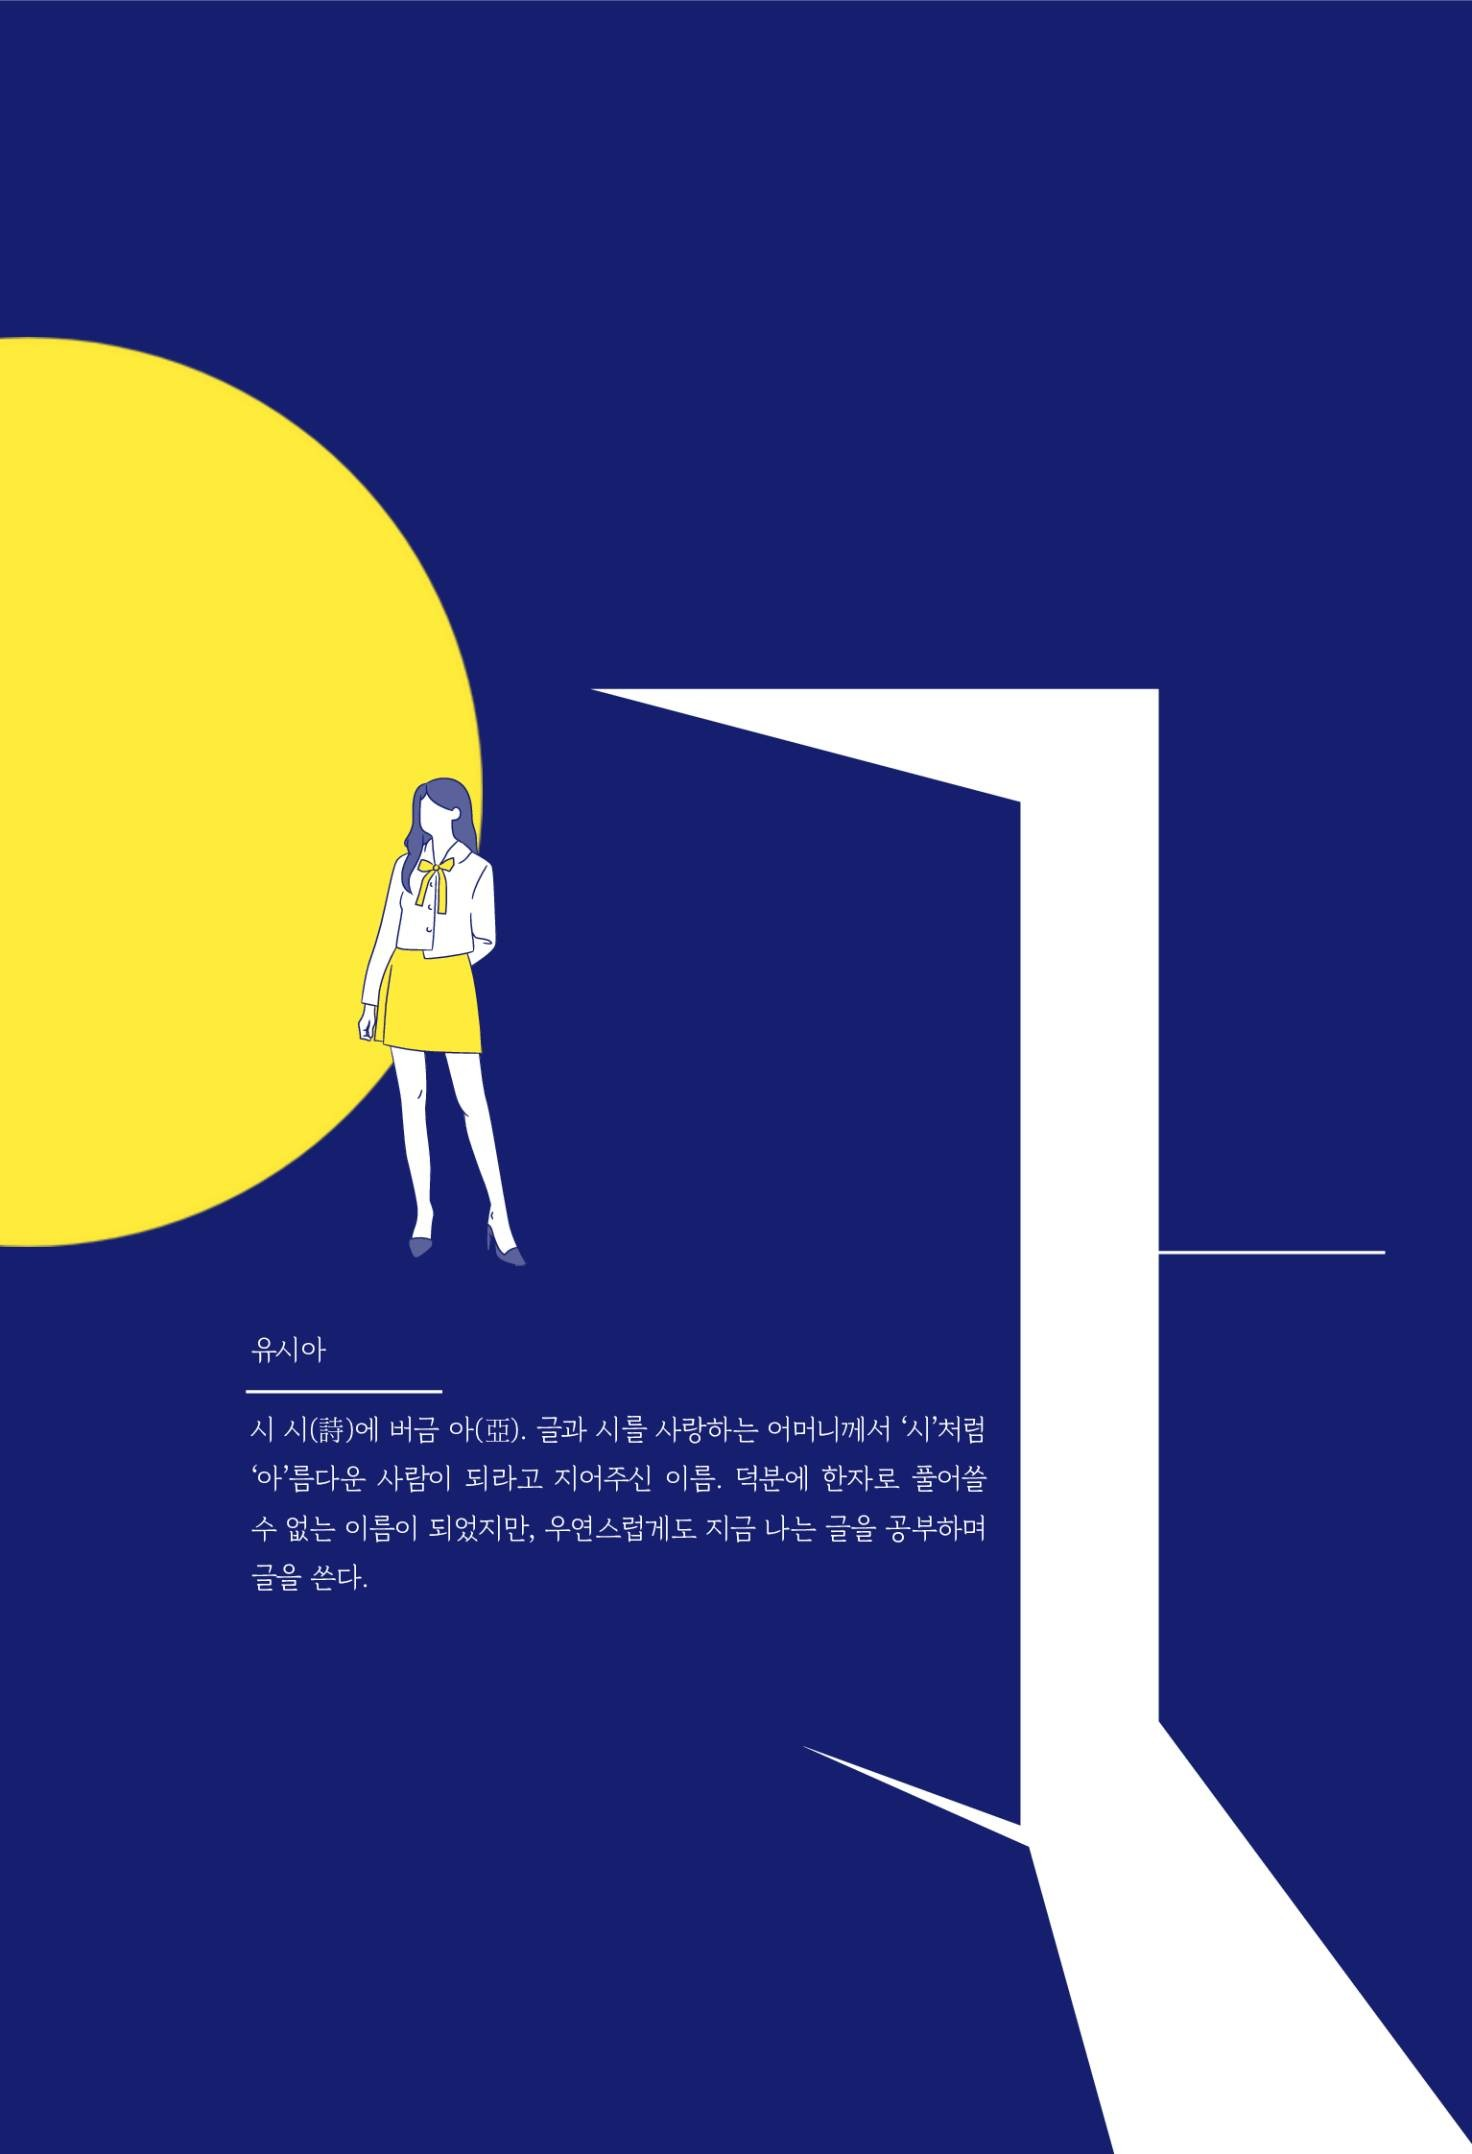 유시아
시 시(詩)에 버금 아(亞). 글과 시를 사랑하는 어머니께서 ‘시’처럼
‘아’름다운 사람이 되라고 지어주신 이름. 덕분에 한자로 풀어쓸
수 없는 이름이 되었지만, 우연스럽게도 지금 나는 글을 공부하며
글을 쓴다.